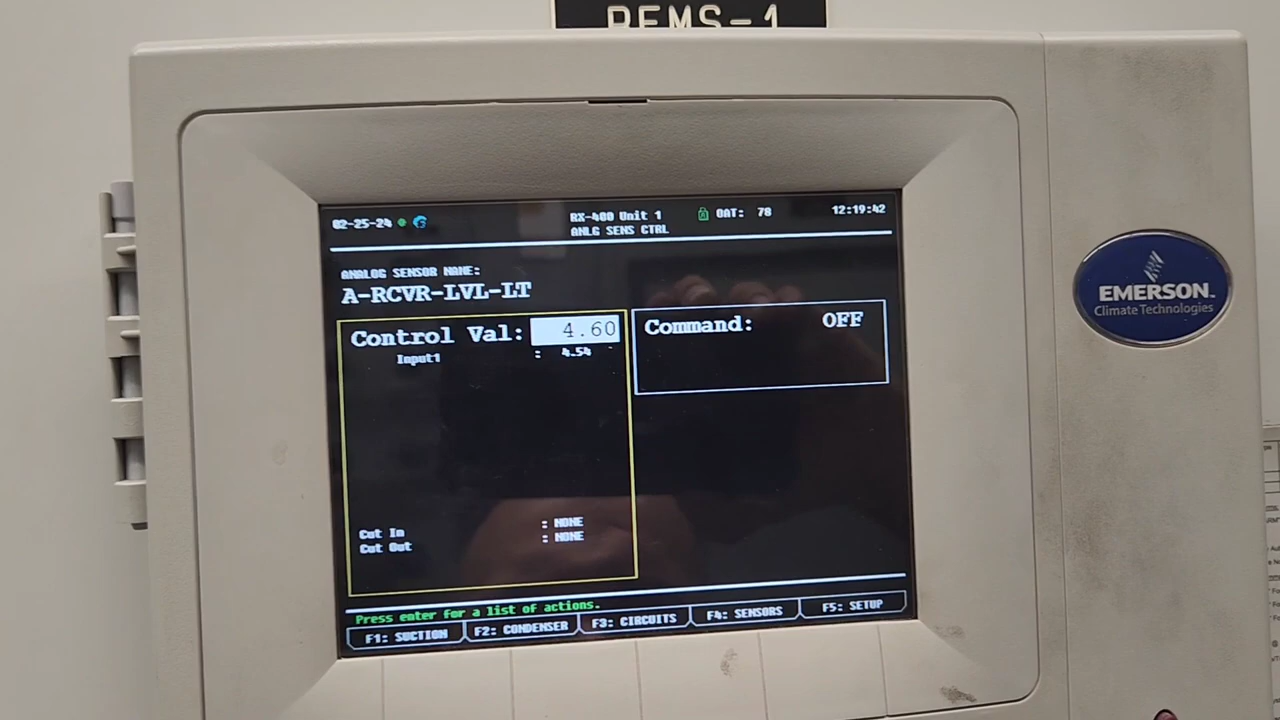 REMS-1
02-25-24
RX-400 Unit 1
OAT: 78
12:19:42
ANLG SENS CTRL
ANALOG SENSOR NAME:
A-RCVR-LVL-LT
Control Val: 4.60
Input1 : 4.54
Command: OFF
Cut In : NONE
Cut Out : NONE
Press enter for a list of actions.
F1: SUCTION
F2: CONDENSER
F3: CIRCUITS
F4: SENSORS
F5: SETUP
EMERSON™
Climate Technologies